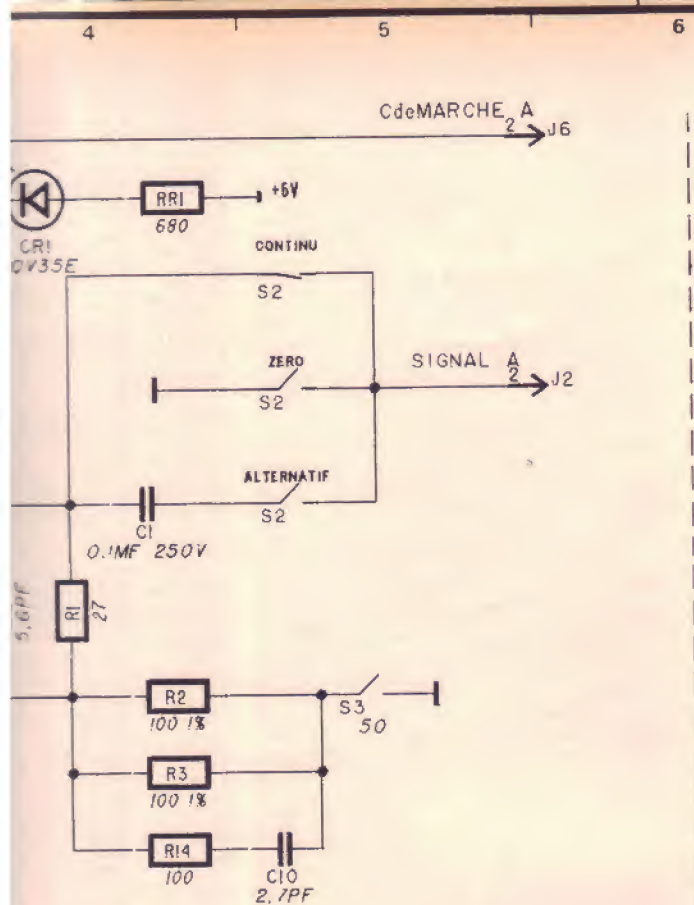 4 5 6
CdeMARCHE A
2 J6
RR1 +5V
680
CR1
0V35E
CONTINU
S2
ZERO
SIGNAL A
2 J2
S2
ALTERNATIF
S2
C1
0.1MF 250V
5,6PF
R1
27
R2
100 1%
S3
50
R3
100 1%
R14
100
C10
2,7PF